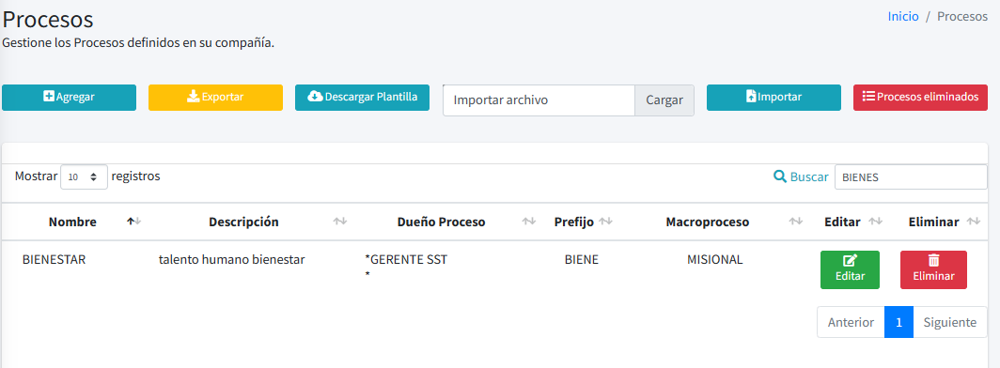 Procesos
Inicio / Procesos
Gestione los Procesos definidos en su compañía.
Agregar
Exportar
Descargar Plantilla
Importar archivo
Cargar
Importar
Procesos eliminados
Mostrar 10 registros
Buscar BIENES
Nombre Descripción Dueño Proceso Prefijo Macroproceso Editar Eliminar
BIENESTAR talento humano bienestar *GERENTE SST BIENE MISIONAL
*
Editar Eliminar
Anterior 1 Siguiente